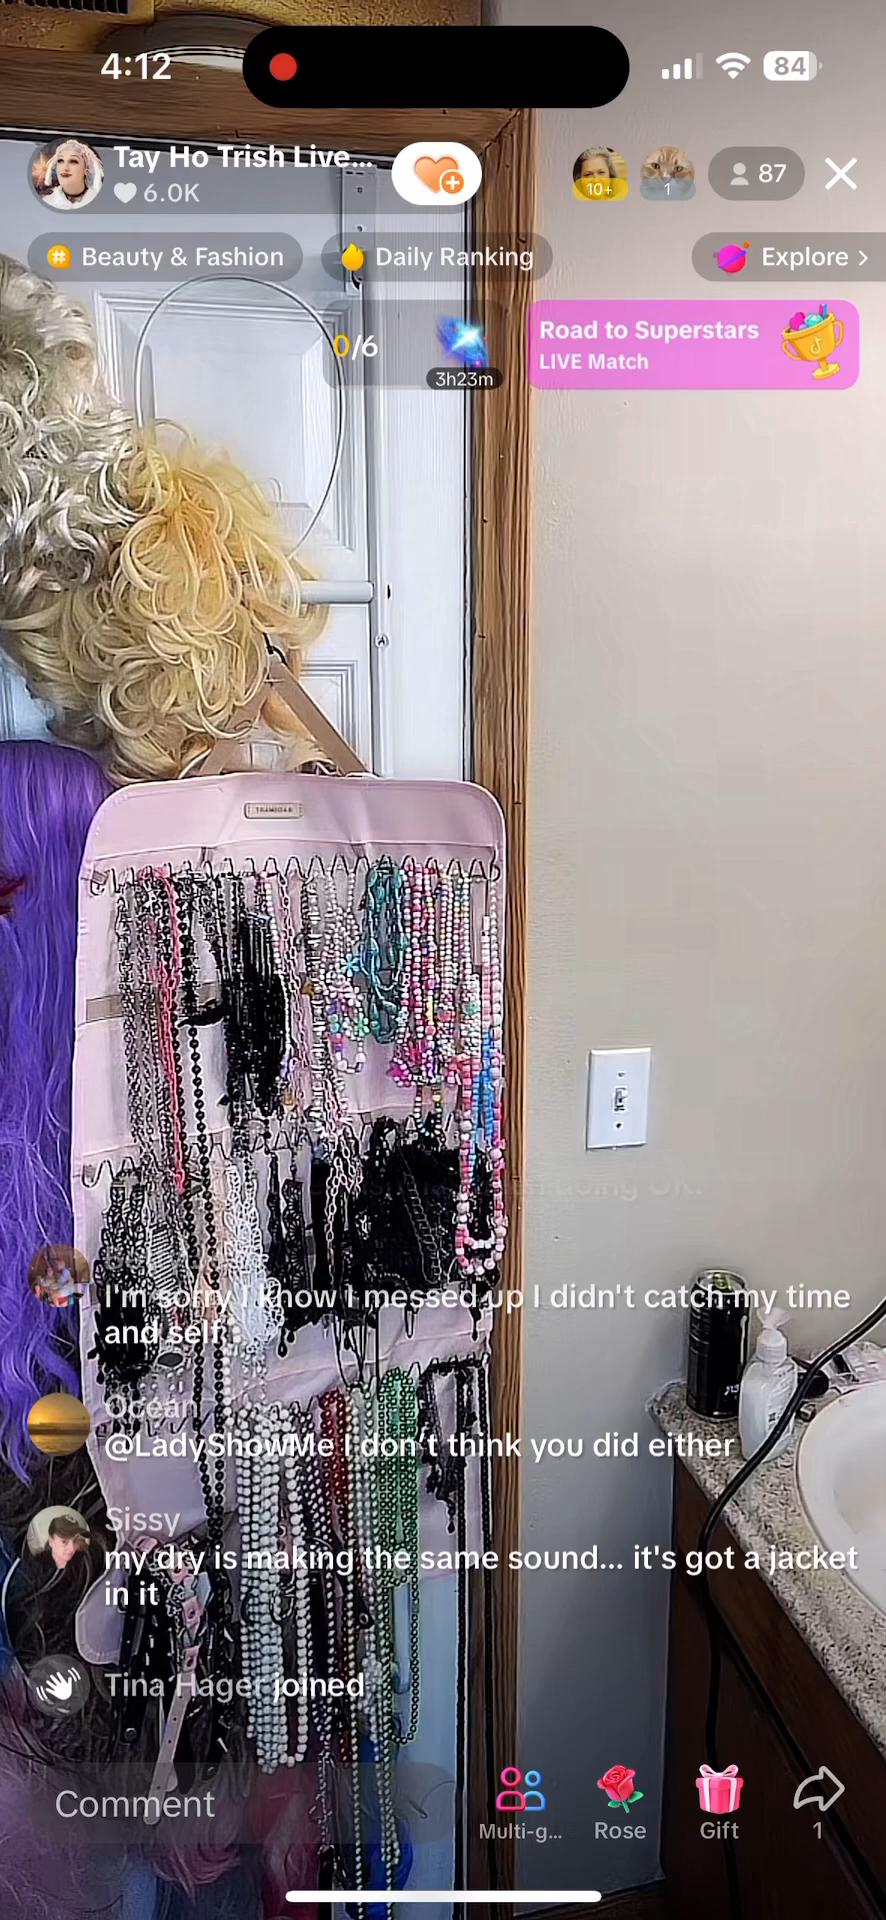 4:12
84
Tay Ho Trish Live...
6.0K
10+
1
87
Beauty & Fashion
Daily Ranking
Explore >
0/6
3h23m
Road to Superstars
LIVE Match
doing OK.
I'm sorry I know I messed up I didn't catch my time
and self
Ocean
@LadyShowMe I don't think you did either
Sissy
my dry is making the same sound... it's got a jacket
in it
Tina Hager joined
Comment
Multi-g...
Rose
Gift
1